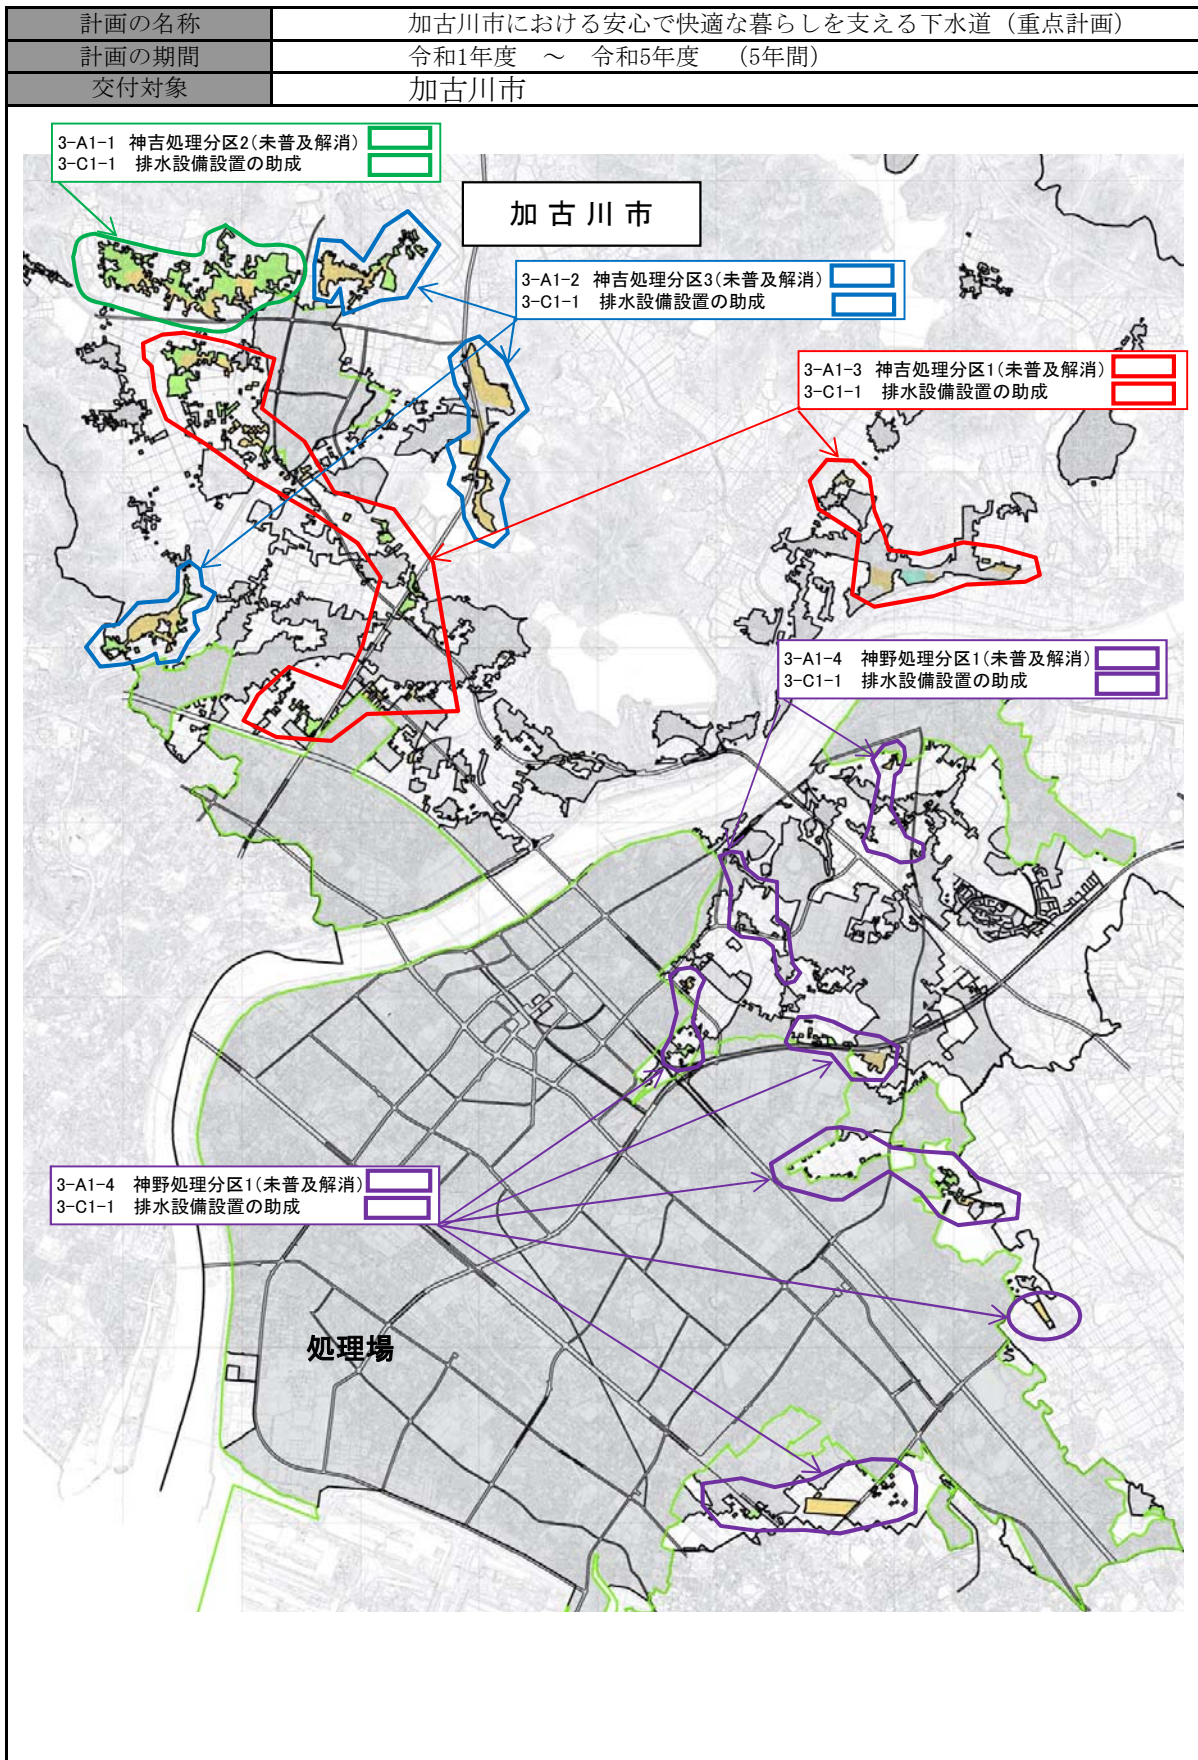 計画の名称 加古川市における安心で快適な暮らしを支える下水道（重点計画）
計画の期間 令和1年度　～　令和5年度　（5年間）
交付対象 加古川市
3-A1-1 神吉処理分区2(未普及解消)
3-C1-1 排水設備設置の助成
加古川市
3-A1-2 神吉処理分区3(未普及解消)
3-C1-1 排水設備設置の助成
3-A1-3 神吉処理分区1(未普及解消)
3-C1-1 排水設備設置の助成
3-A1-4 神野処理分区1(未普及解消)
3-C1-1 排水設備設置の助成
3-A1-4 神野処理分区1(未普及解消)
3-C1-1 排水設備設置の助成
処理場